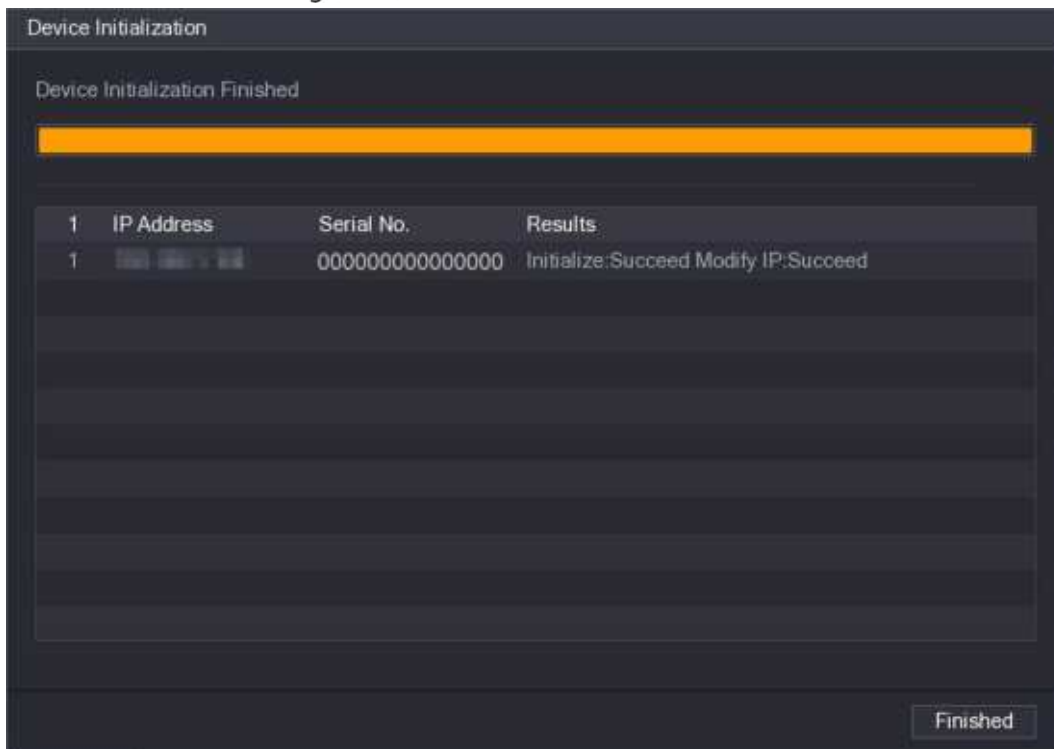 Device Initialization
Device Initialization Finished
1 IP Address Serial No. Results
1 000000000000000 Initialize:Succeed Modify IP:Succeed
Finished